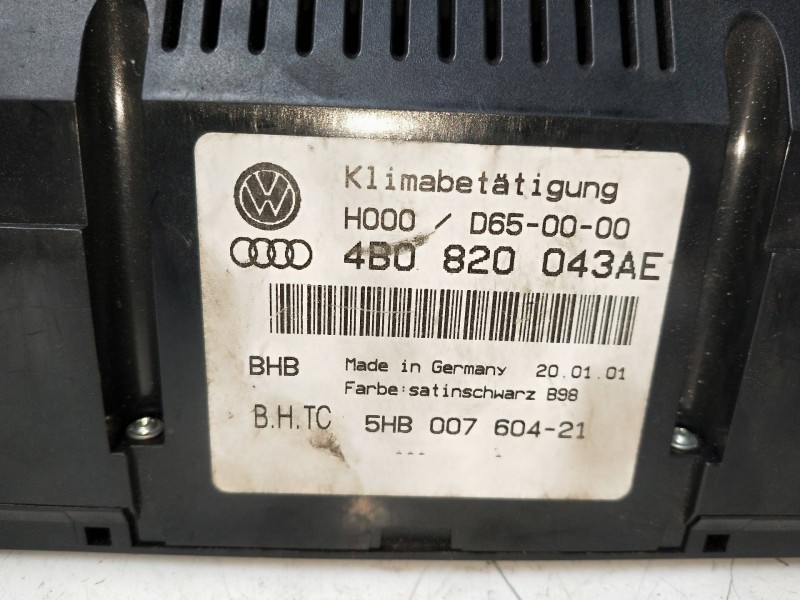 Klimabetätigung
H000 / D65-00-00
4B0 820 043AE
BHB Made in Germany 20.01.01
Farbe:satinschwarz B98
B.H.TC 5HB 007 604-21